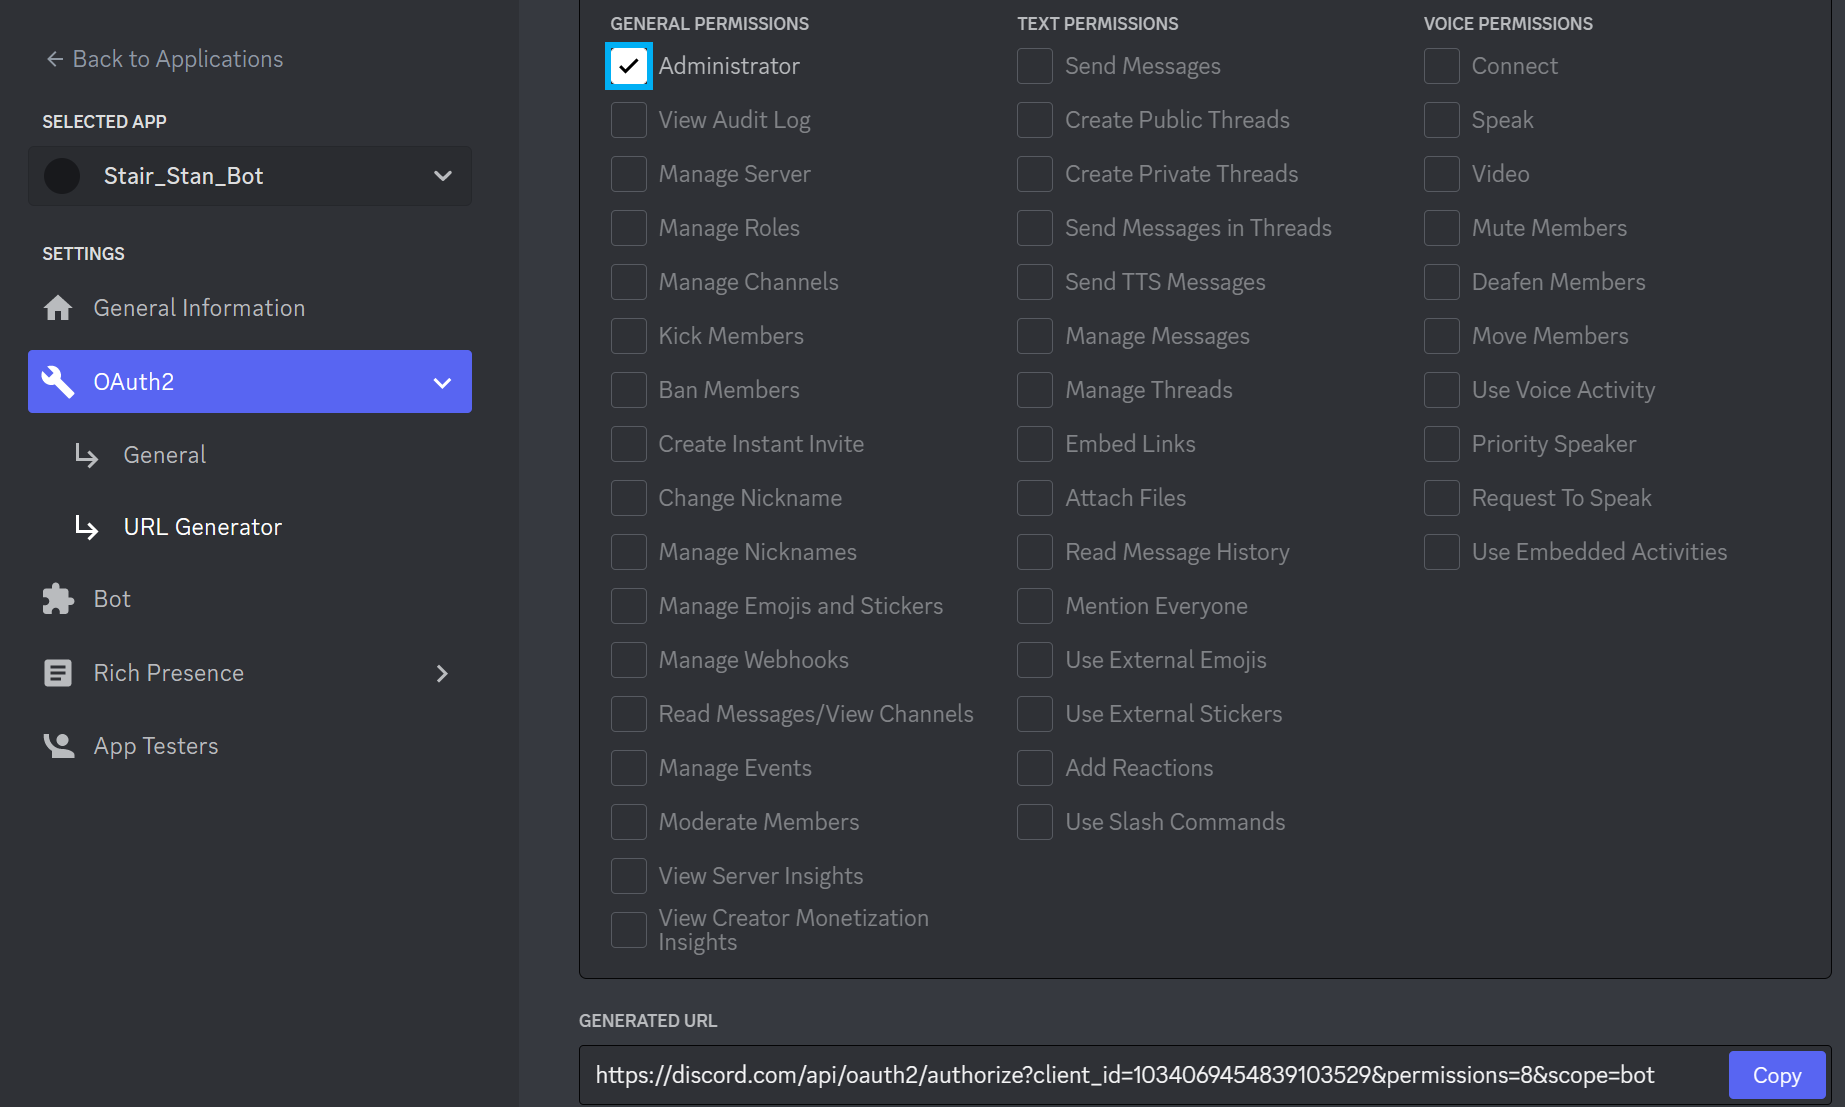 Back to Applications
SELECTED APP
Stair_Stan_Bot
SETTINGS
General Information
OAuth2
General
URL Generator
Bot
Rich Presence
App Testers
GENERAL PERMISSIONS
Administrator
View Audit Log
Manage Server
Manage Roles
Manage Channels
Kick Members
Ban Members
Create Instant Invite
Change Nickname
Manage Nicknames
Manage Emojis and Stickers
Manage Webhooks
Read Messages/View Channels
Manage Events
Moderate Members
View Server Insights
View Creator Monetization
Insights
TEXT PERMISSIONS
Send Messages
Create Public Threads
Create Private Threads
Send Messages in Threads
Send TTS Messages
Manage Messages
Manage Threads
Embed Links
Attach Files
Read Message History
Mention Everyone
Use External Emojis
Use External Stickers
Add Reactions
Use Slash Commands
VOICE PERMISSIONS
Connect
Speak
Video
Mute Members
Deafen Members
Move Members
Use Voice Activity
Priority Speaker
Request To Speak
Use Embedded Activities
GENERATED URL
https://discord.com/api/oauth2/authorize?client_id=1034069454839103529&permissions=8&scope=bot
Copy